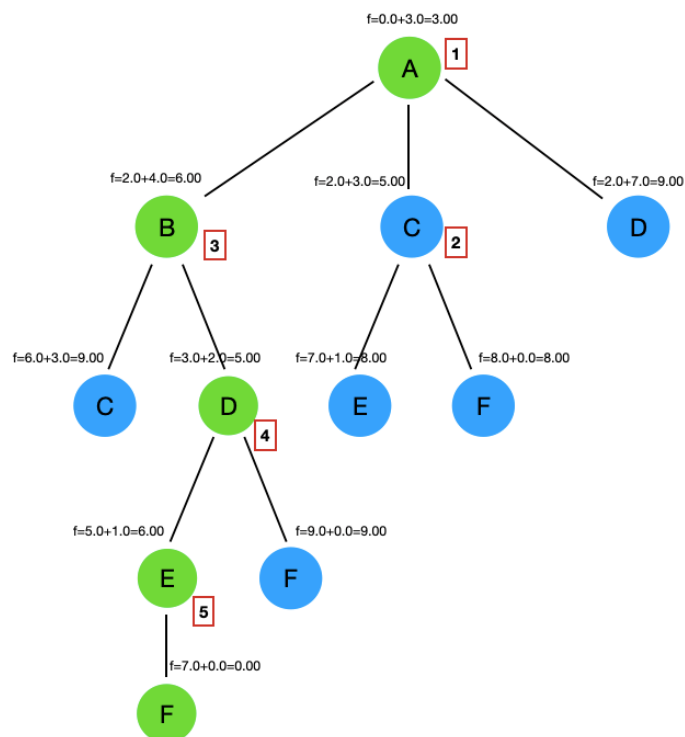 f=0.0+3.0=3.00
A
1
f=2.0+4.0=6.00
f=2.0+3.0=5.00
f=2.0+7.0=9.00
B
3
C
2
D
f=6.0+3.0=9.00
f=3.0+2.0=5.00
f=7.0+1.0=8.00
f=8.0+0.0=8.00
C
D
4
E
F
f=5.0+1.0=6.00
f=9.0+0.0=9.00
E
5
F
f=7.0+0.0=0.00
F